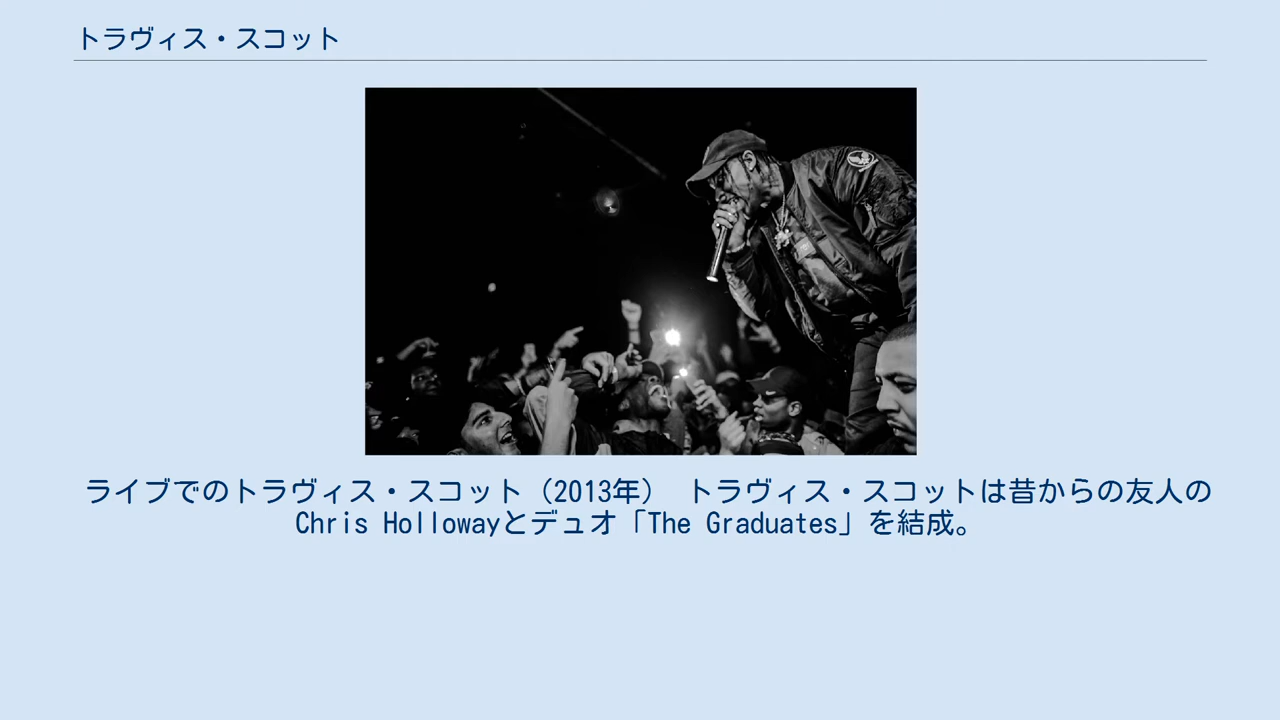 トラヴィス・スコット
ライブでのトラヴィス・スコット（2013年）　トラヴィス・スコットは昔からの友人の
Chris Hollowayとデュオ「The Graduates」を結成。